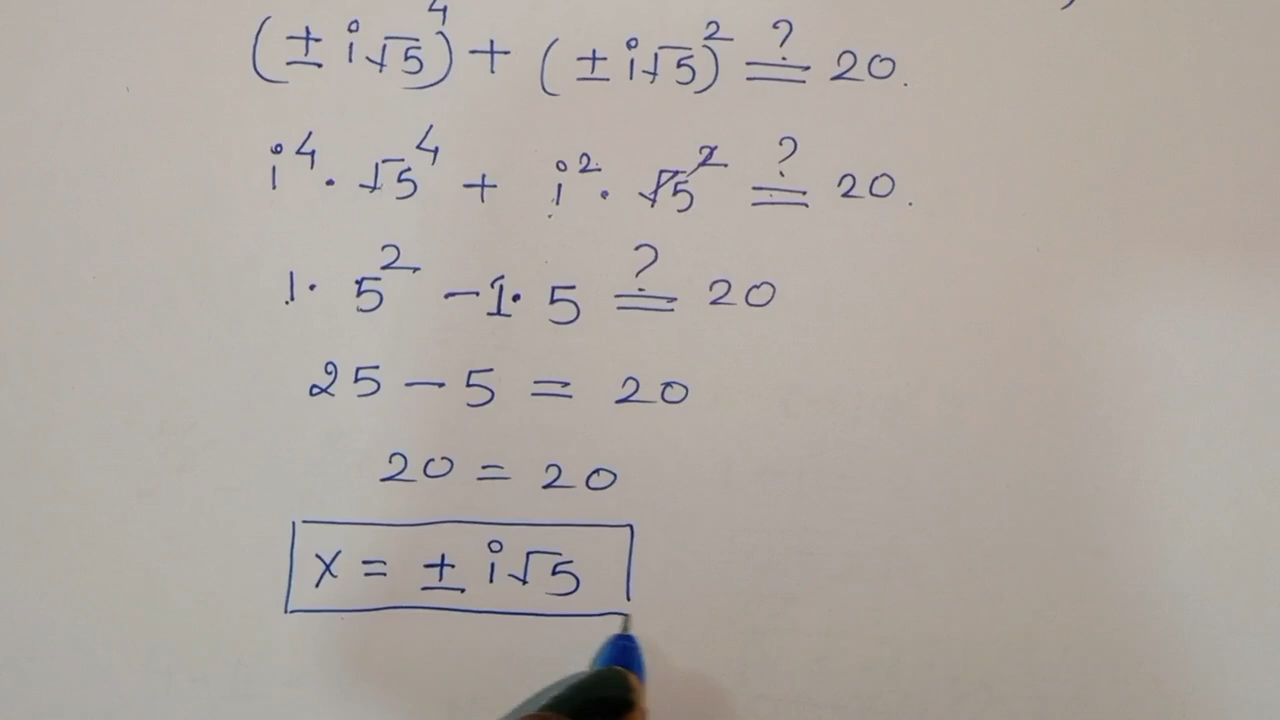 (± i√5)⁴ + (± i√5)² ≟ 20.
i⁴ · √5⁴ + i² · √5² ≟ 20.
1 · 5² − 1 · 5 ≟ 20
25 − 5 = 20
20 = 20
x = ± i√5